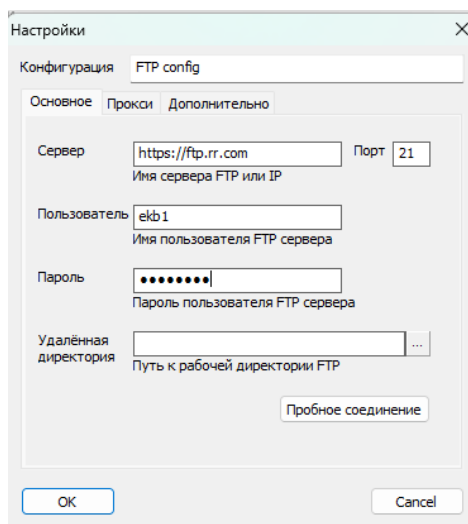 Настройки
Конфигурация FTP config
Основное Прокси Дополнительно
Сервер https://ftp.rr.com Порт 21
Имя сервера FTP или IP
Пользователь ekb1
Имя пользователя FTP сервера
Пароль ••••••••
Пароль пользователя FTP сервера
Удалённая
директория ...
Путь к рабочей директории FTP
Пробное соединение
OK Cancel